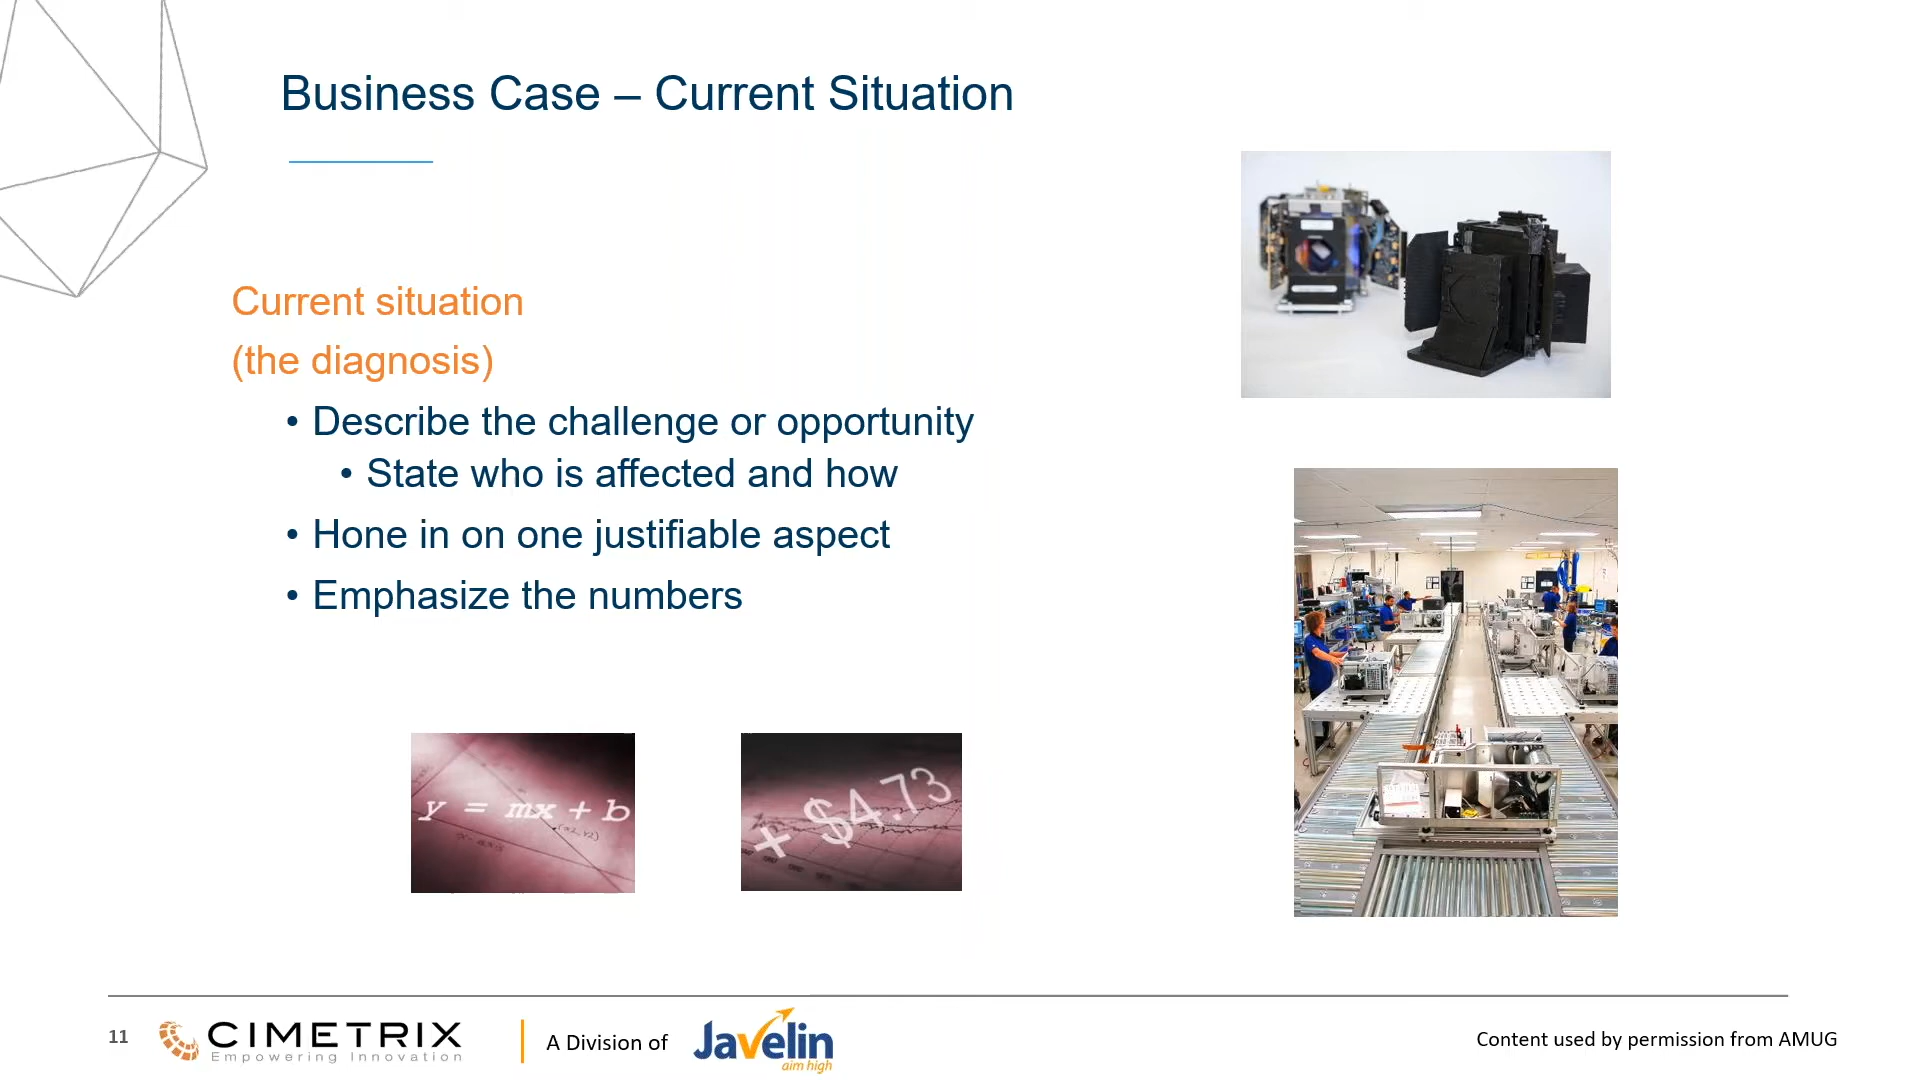 Business Case – Current Situation
Current situation
(the diagnosis)
• Describe the challenge or opportunity
• State who is affected and how
• Hone in on one justifiable aspect
• Emphasize the numbers
y = mx + b
(x2, y2)
+ $4.73
11
CIMETRIX
Empowering Innovation
A Division of
Javelin
aim high
Content used by permission from AMUG